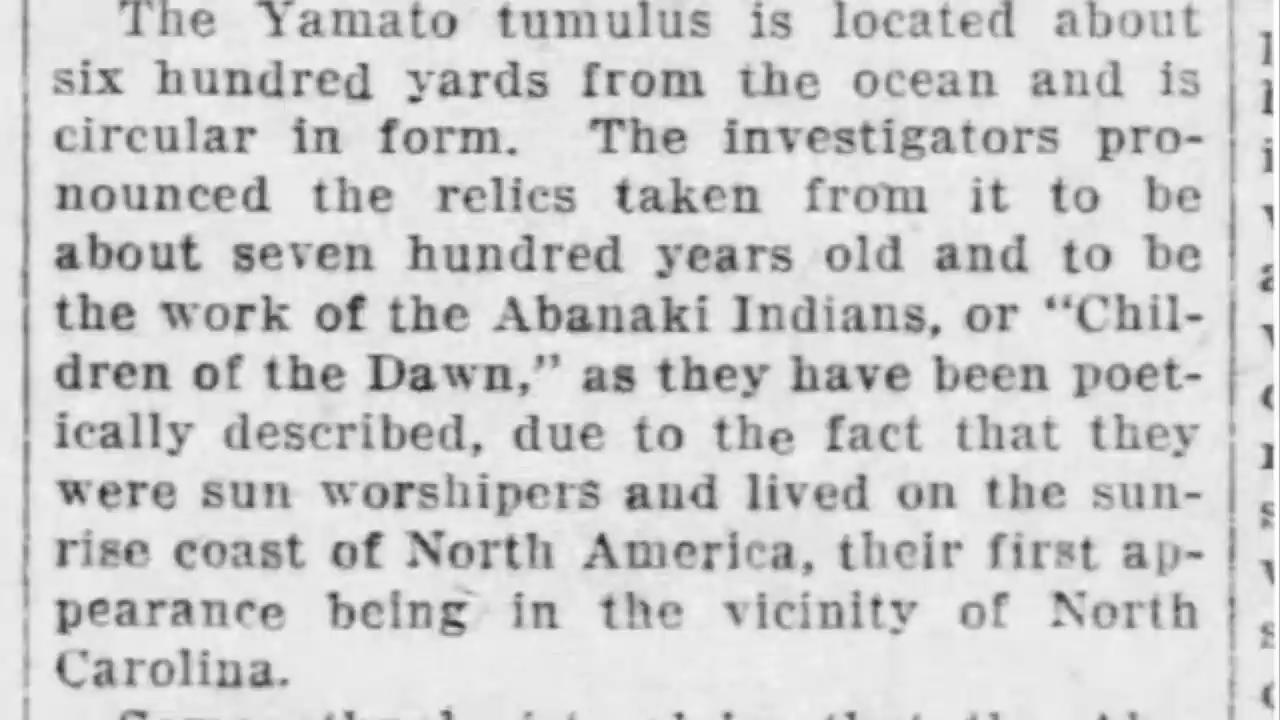 The Yamato tumulus is located about
six hundred yards from the ocean and is
circular in form. The investigators pro-
nounced the relics taken from it to be
about seven hundred years old and to be
the work of the Abanaki Indians, or “Chil-
dren of the Dawn,” as they have been poet-
ically described, due to the fact that they
were sun worshipers and lived on the sun-
rise coast of North America, their first ap-
pearance being in the vicinity of North
Carolina.